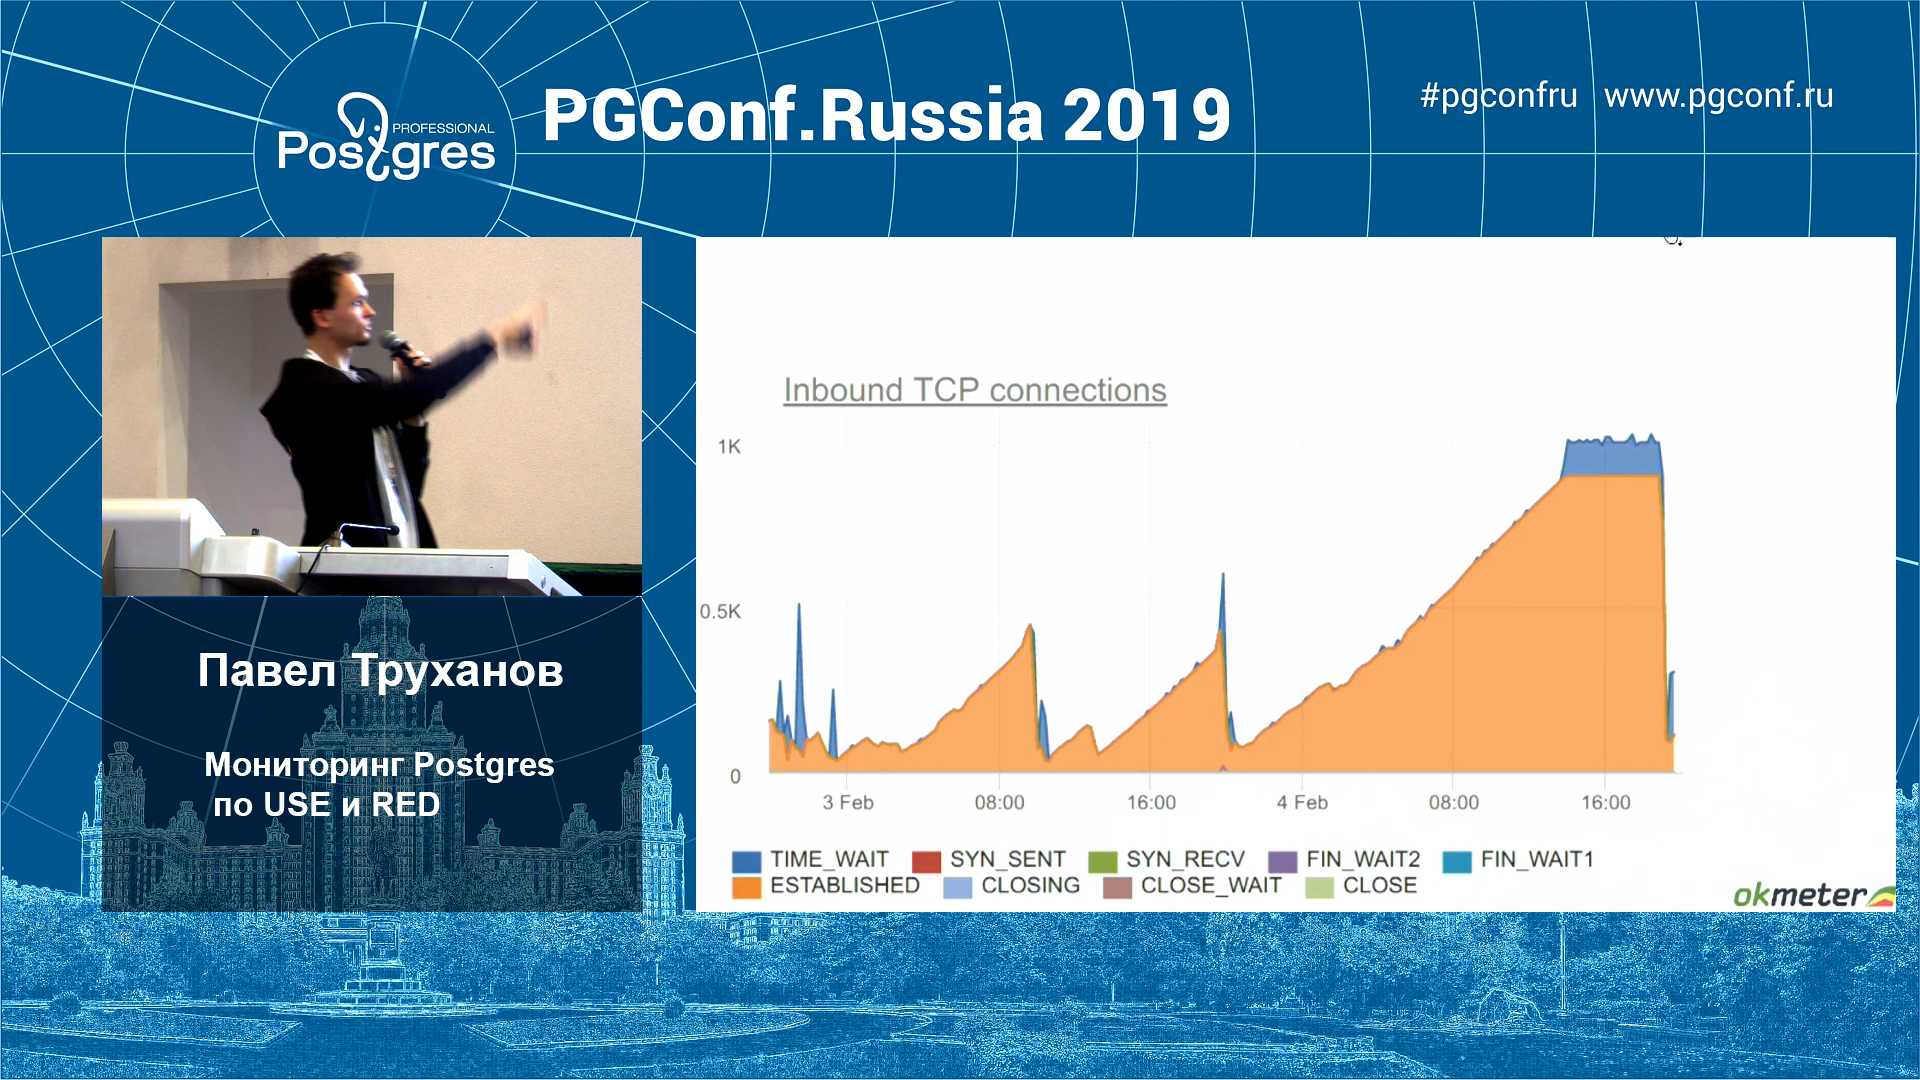 PROFESSIONAL
Postgres
PGConf.Russia 2019
#pgconfru www.pgconf.ru
Павел Труханов
Мониторинг Postgres
по USE и RED
Inbound TCP connections
1K
0.5K
0
3 Feb 08:00 16:00 4 Feb 08:00 16:00
TIME_WAIT SYN_SENT SYN_RECV FIN_WAIT2 FIN_WAIT1
ESTABLISHED CLOSING CLOSE_WAIT CLOSE
okmeter